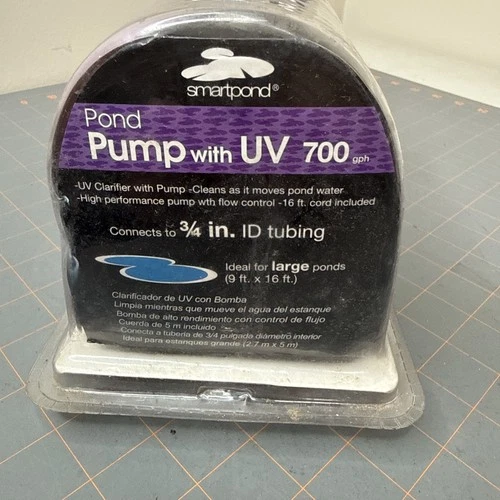 smartpond®
Pond
Pump with UV 700 gph
-UV Clarifier with Pump -Cleans as it moves pond water
-High performance pump wth flow control -16 ft. cord included
Connects to 3/4 in. ID tubing
Ideal for large ponds
(9 ft. x 16 ft.)
Clarificador de UV con Bomba
Limpia mientras que mueve el agua del estanque
Bomba de alto rendimiento con control de flujo
Cuerda de 5 m incluido
Conecta a tuberia de 3/4 pulgada diámetro interior
Ideal para estanques grande (2.7 m x 5 m)